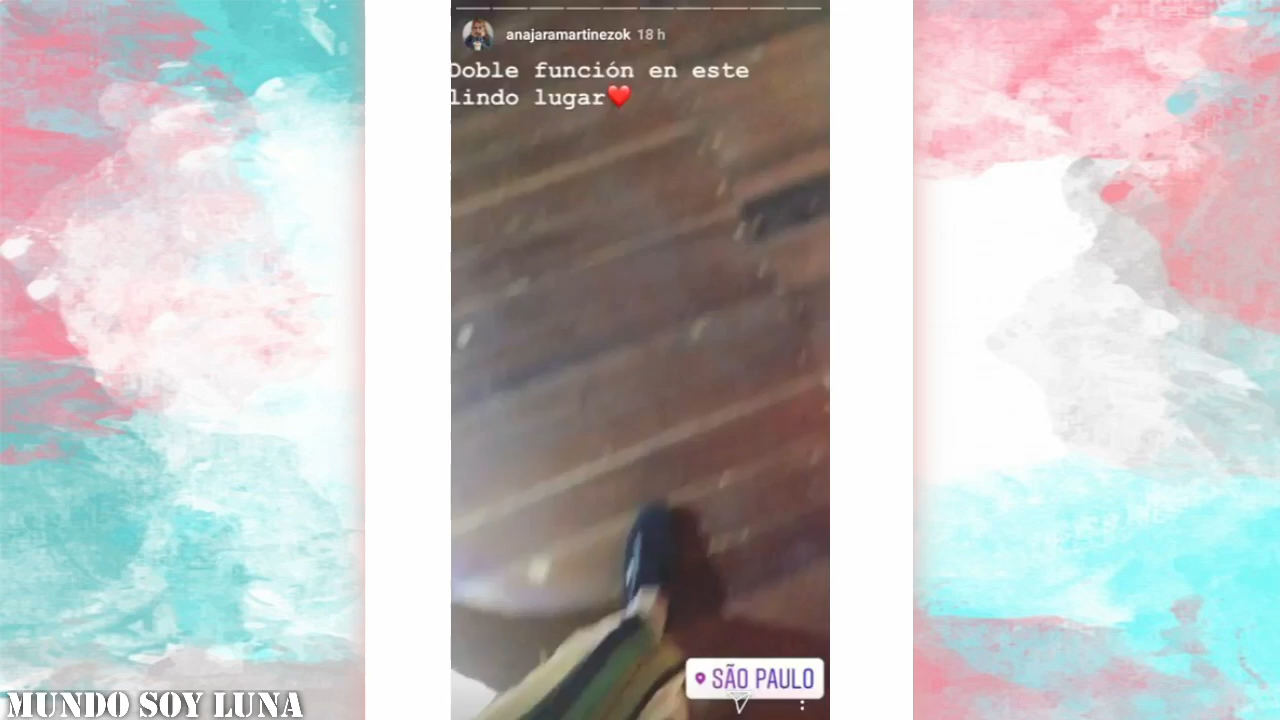 anajaramartinezok 18 h
Doble función en este
lindo lugar❤️
SÃO PAULO
MUNDO SOY LUNA